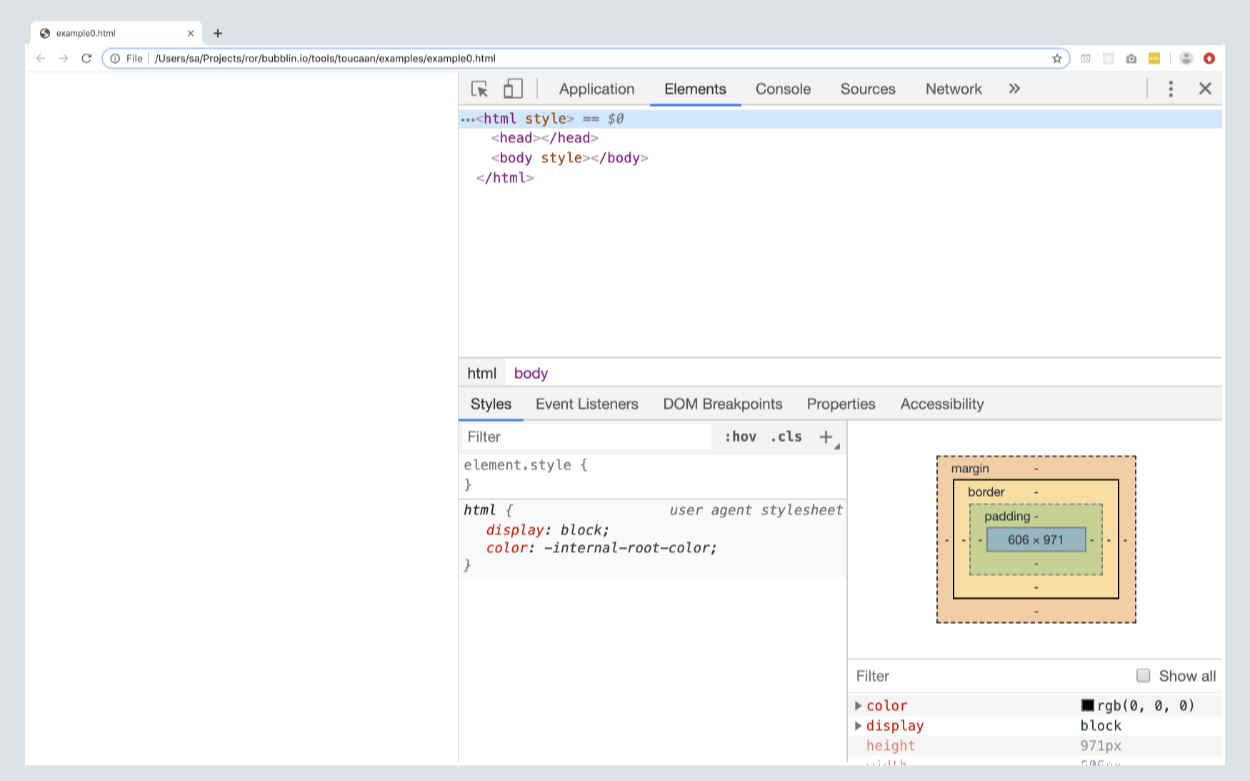 example0.html
File /Users/sa/Projects/ror/bubblin.io/tools/toucaan/examples/example0.html
Application Elements Console Sources Network »
•••<html style> == $0
<head></head>
<body style></body>
</html>
html body
Styles Event Listeners DOM Breakpoints Properties Accessibility
Filter :hov .cls +
element.style {
}
html { user agent stylesheet
display: block;
color: -internal-root-color;
}
margin -
border -
padding -
- - - 606 × 971 - - -
-
-
-
Filter Show all
color rgb(0, 0, 0)
display block
height 971px